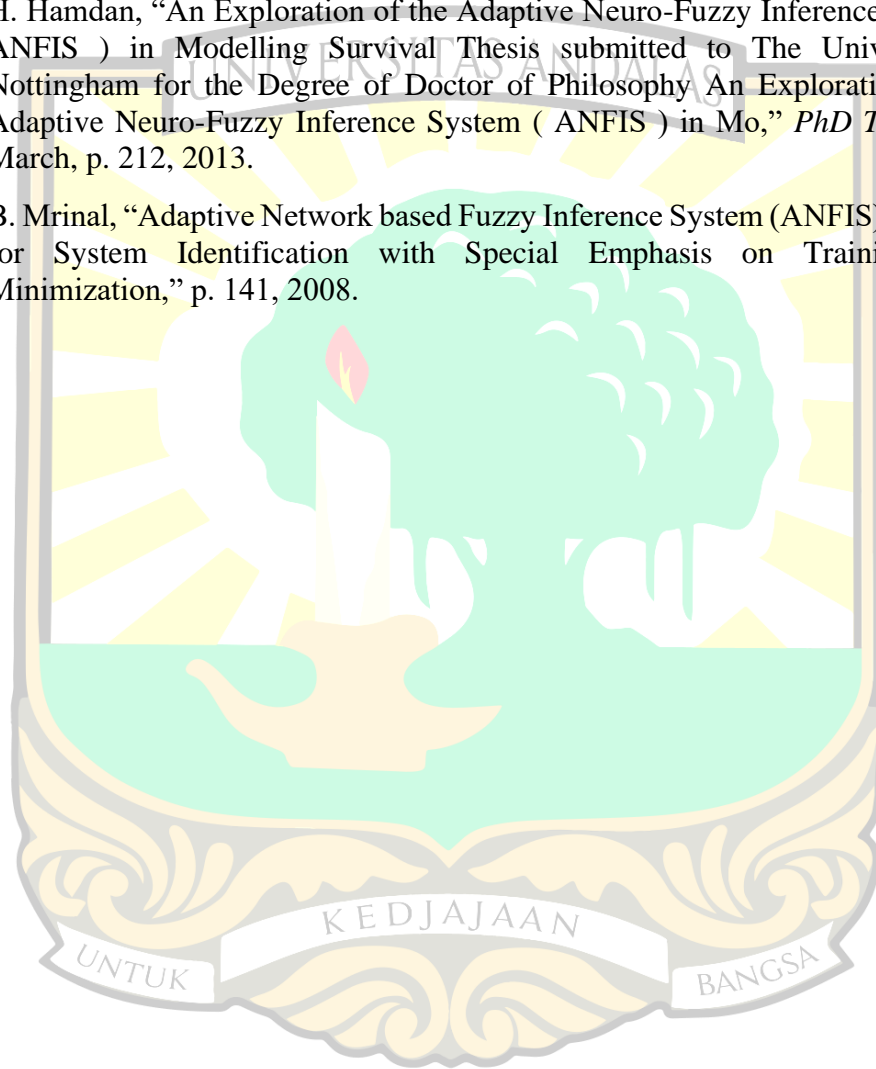 H. Hamdan, “An Exploration of the Adaptive Neuro-Fuzzy Inference
ANFIS ) in Modelling Survival Thesis submitted to The Univ
Nottingham for the Degree of Doctor of Philosophy An Explorati
Adaptive Neuro-Fuzzy Inference System ( ANFIS ) in Mo,” PhD T
March, p. 212, 2013.
B. Mrinal, “Adaptive Network based Fuzzy Inference System (ANFIS)
or System Identification with Special Emphasis on Traini
Minimization,” p. 141, 2008.
UNIVERSITAS ANDALAS
KEDJAJAAN
UNTUK
BANGSA